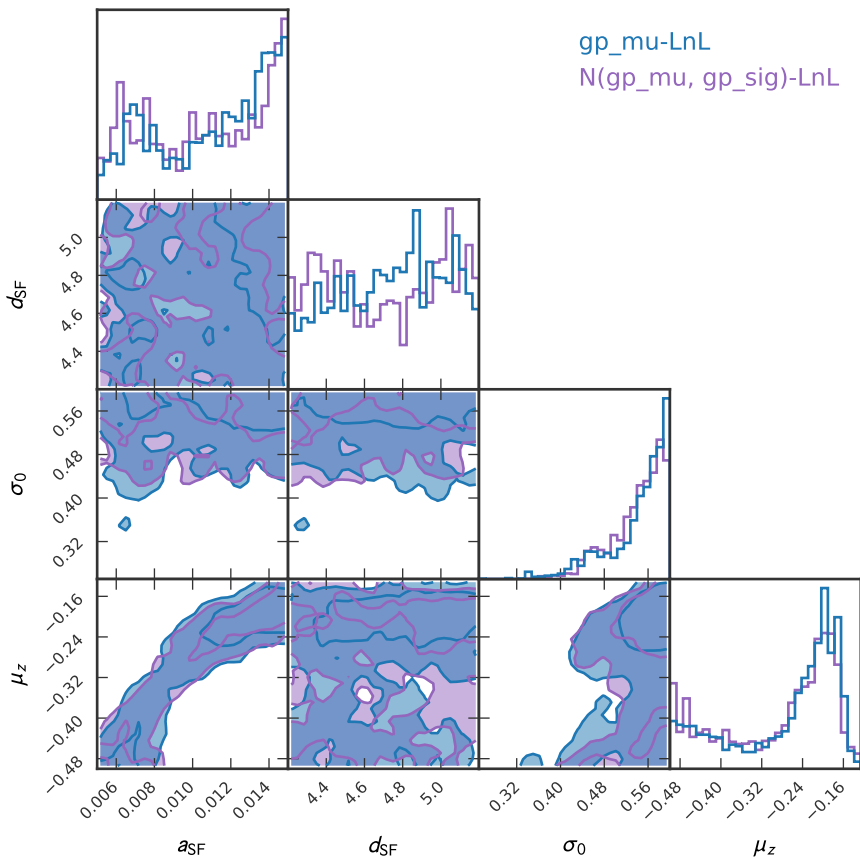 gp_mu-LnL
N(gp_mu, gp_sig)-LnL
d_SF
5.0
4.8
4.6
4.4
σ_0
0.56
0.48
0.40
0.32
μ_z
−0.16
−0.24
−0.32
−0.40
−0.48
0.006 0.008 0.010 0.012 0.014
4.4 4.6 4.8 5.0
0.32 0.40 0.48 0.56
−0.48 −0.40 −0.32 −0.24 −0.16
a_SF d_SF σ_0 μ_z